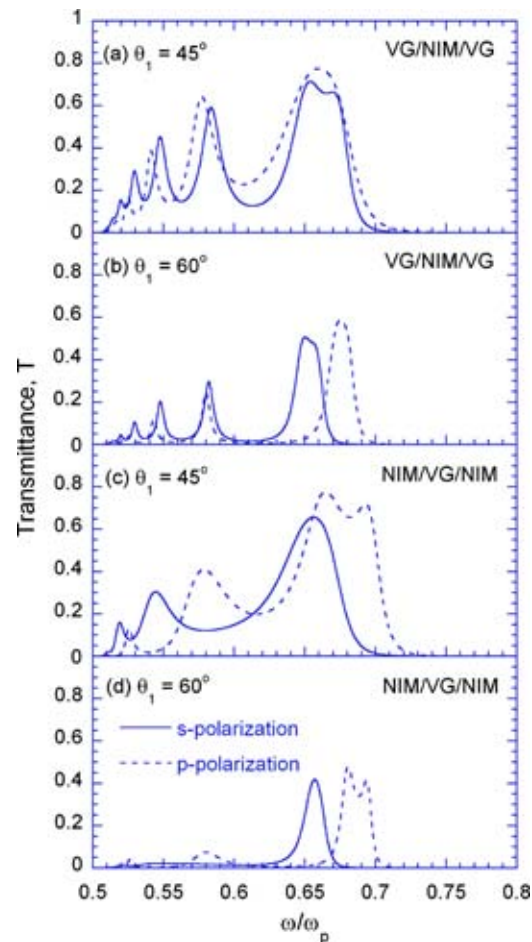 1
(a) θ₁ = 45°
VG/NIM/VG
0.8
0.6
0.4
0.2
0
(b) θ₁ = 60°
VG/NIM/VG
0.8
0.6
0.4
0.2
0
Transmittance, T
(c) θ₁ = 45°
NIM/VG/NIM
0.8
0.6
0.4
0.2
0
(d) θ₁ = 60°
NIM/VG/NIM
0.8
0.6
s-polarization
p-polarization
0.4
0.2
0
0.5 0.55 0.6 0.65 0.7 0.75 0.8
ω/ωₚ